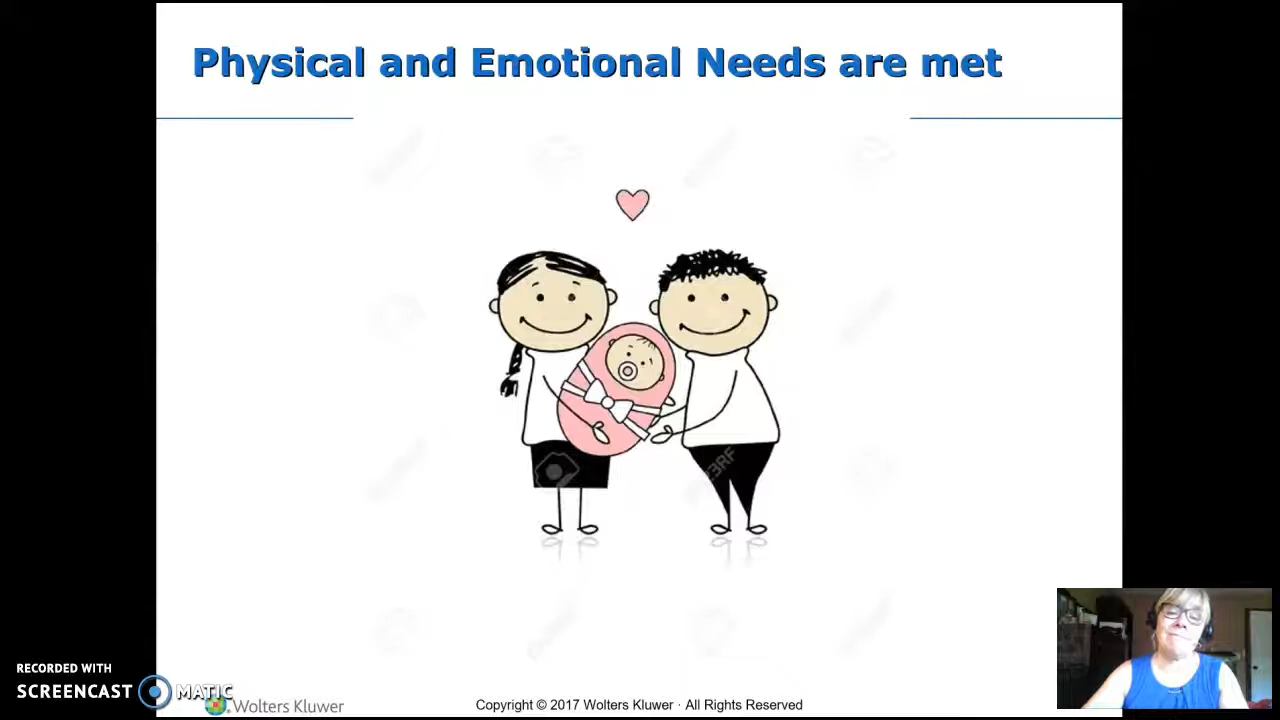 Physical and Emotional Needs are met
RECORDED WITH
SCREENCAST MATIC
Wolters Kluwer
Copyright © 2017 Wolters Kluwer · All Rights Reserved